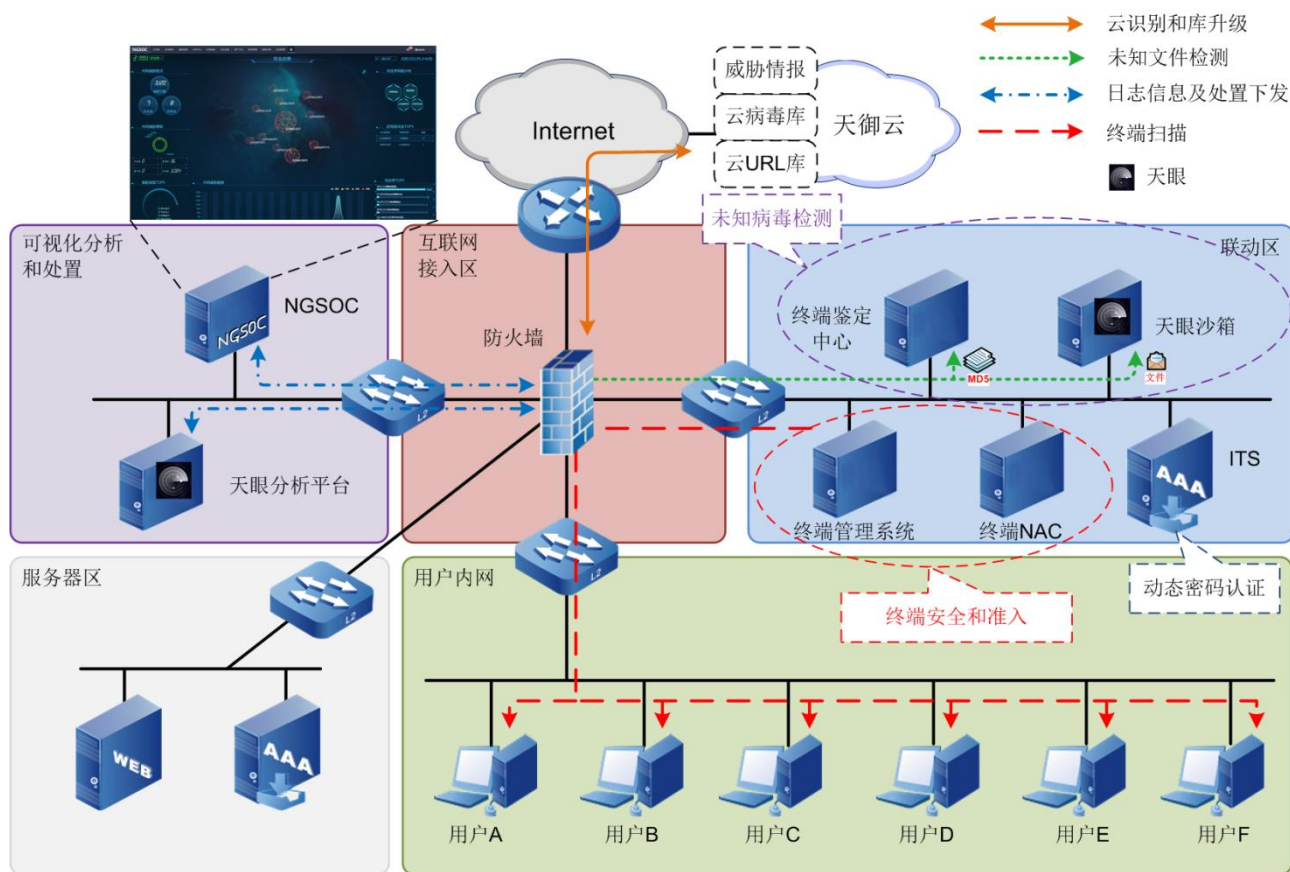 NGSOC
Internet
威胁情报
云病毒库
云URL库
天御云
云识别和库升级
未知文件检测
日志信息及处置下发
终端扫描
天眼
未知病毒检测
可视化分析
和处置
NGSOC
NGSOC
互联网
接入区
防火墙
联动区
终端鉴定
中心
天眼沙箱
MD5
文件
L2
L2
天眼分析平台
终端管理系统
终端NAC
AAA
ITS
L2
动态密码认证
终端安全和准入
服务器区
L2
WEB
AAA
用户内网
用户A
用户B
用户C
用户D
用户E
用户F